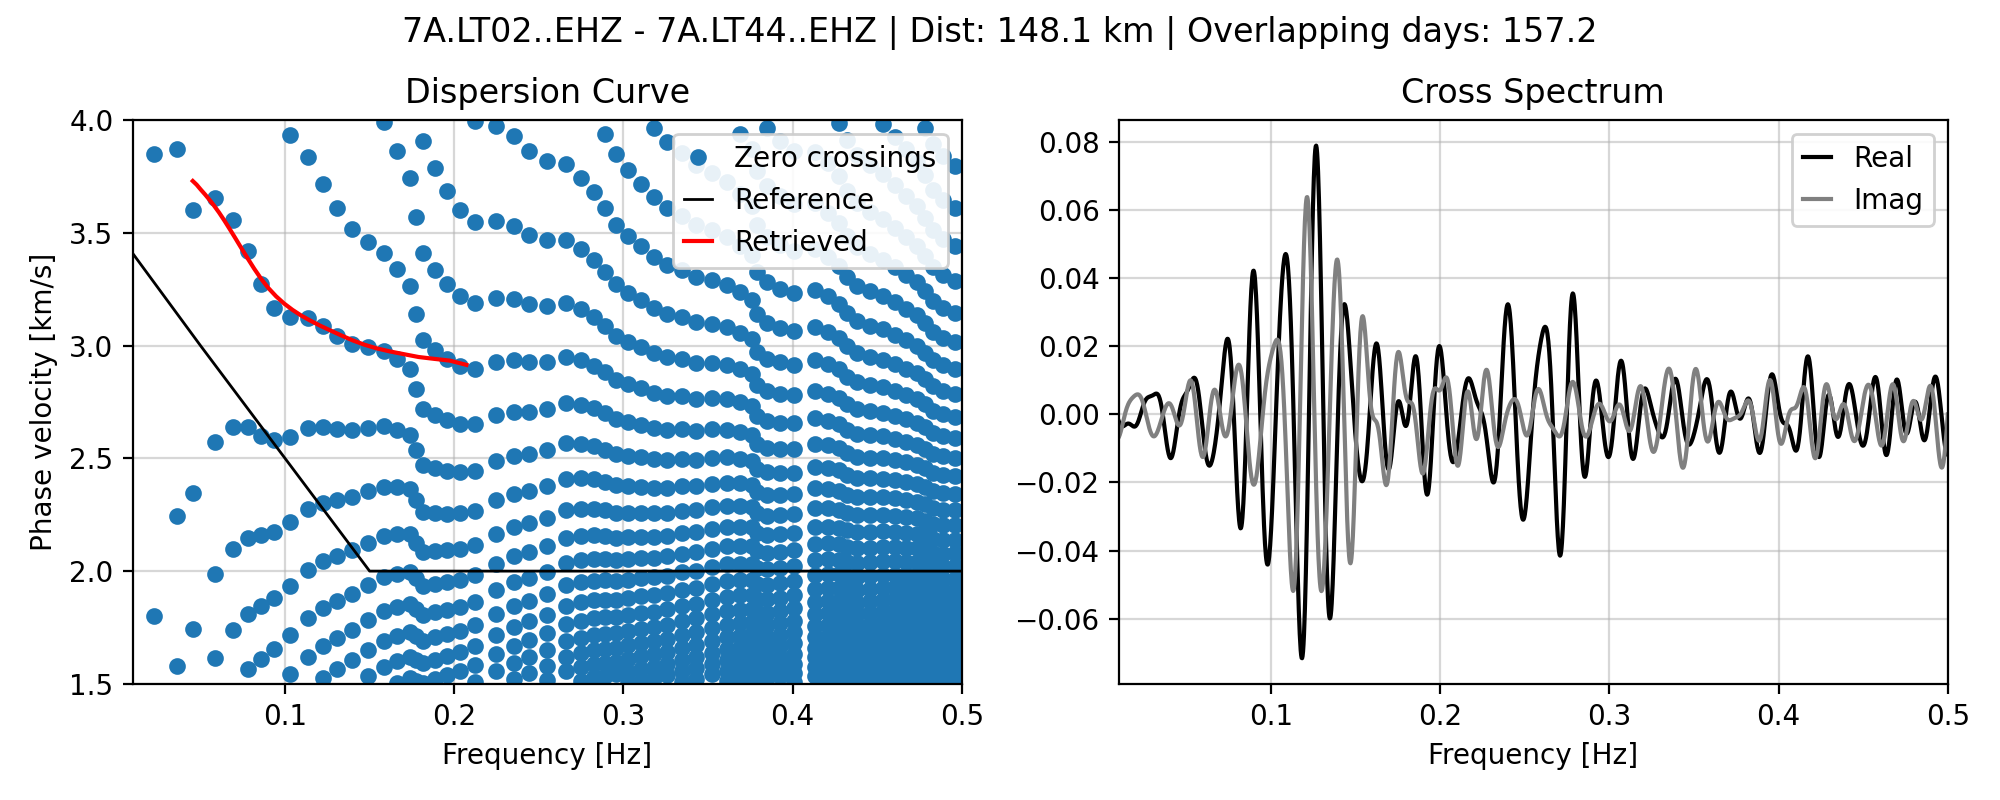 7A.LT02..EHZ - 7A.LT44..EHZ | Dist: 148.1 km | Overlapping days: 157.2
Dispersion Curve
4.0
3.5
3.0
2.5
2.0
1.5
Phase velocity [km/s]
Zero crossings
Reference
Retrieved
0.1 0.2 0.3 0.4 0.5
Frequency [Hz]
Cross Spectrum
0.08
0.06
0.04
0.02
0.00
−0.02
−0.04
−0.06
Real
Imag
0.1 0.2 0.3 0.4 0.5
Frequency [Hz]